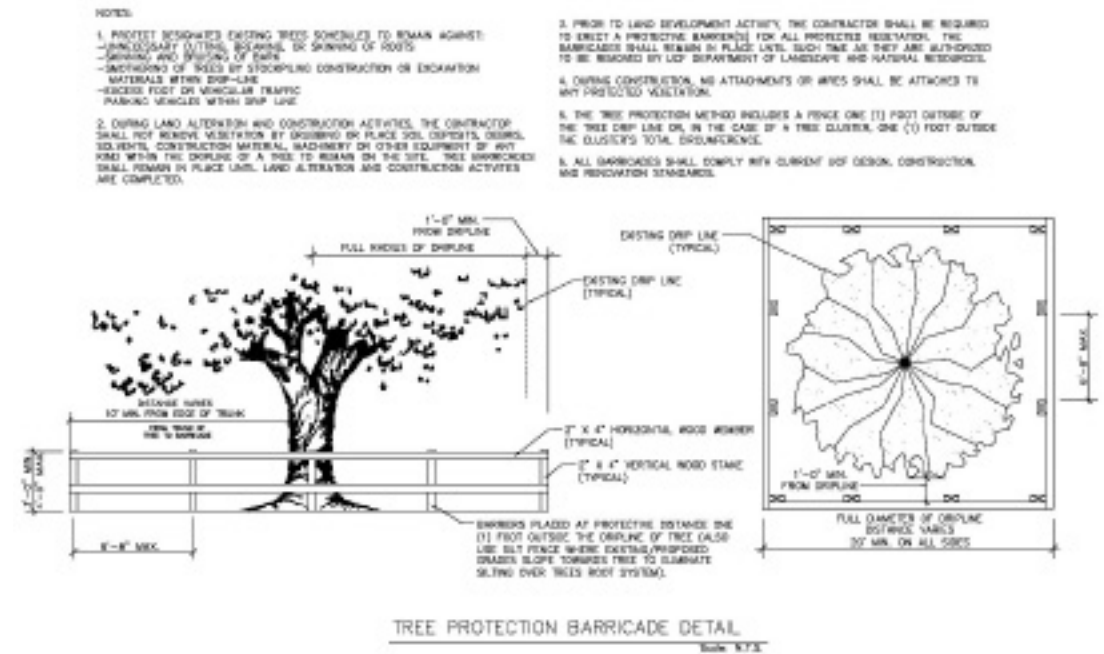 NOTES:
1. PROTECT DESIGNATED EXISTING TREES SCHEDULED TO REMAIN AGAINST:
-UNNECESSARY CUTTING, BREAKING, OR SKINNING OF ROOTS
-SKINNING AND BRUISING OF BARK
-SMOTHERING OF TREES BY STOCKPILING CONSTRUCTION OR EXCAVATION
MATERIALS WITHIN DRIP-LINE
-EXCESS FOOT OR VEHICULAR TRAFFIC
PARKING VEHICLES WITHIN DRIP LINE
2. DURING LAND ALTERATION AND CONSTRUCTION ACTIVITIES, THE CONTRACTOR
SHALL NOT REMOVE VEGETATION BY GRUBBING OR PLACE SOIL DEPOSITS, DEBRIS,
SOLVENTS, CONSTRUCTION MATERIAL, MACHINERY OR OTHER EQUIPMENT OF ANY
KIND WITHIN THE DRIPLINE OF A TREE TO REMAIN ON THE SITE. TREE BARRICADES
SHALL REMAIN IN PLACE UNTIL LAND ALTERATION AND CONSTRUCTION ACTIVITIES
ARE COMPLETED.
3. PRIOR TO LAND DEVELOPMENT ACTIVITY, THE CONTRACTOR SHALL BE REQUIRED
TO ERECT A PROTECTIVE BARRIER(S) FOR ALL PROTECTED VEGETATION. THE
BARRICADES SHALL REMAIN IN PLACE UNTIL SUCH TIME AS THEY ARE AUTHORIZED
TO BE REMOVED BY UCF DEPARTMENT OF LANDSCAPE AND NATURAL RESOURCES.
4. DURING CONSTRUCTION, NO ATTACHMENTS OR WIRES SHALL BE ATTACHED TO
ANY PROTECTED VEGETATION.
5. THE TREE PROTECTION METHOD INCLUDES A FENCE ONE (1) FOOT OUTSIDE OF
THE TREE DRIP LINE OR, IN THE CASE OF A TREE CLUSTER, ONE (1) FOOT OUTSIDE
THE CLUSTER'S TOTAL CIRCUMFERENCE.
6. ALL BARRICADES SHALL COMPLY WITH CURRENT UCF DESIGN, CONSTRUCTION,
AND RENOVATION STANDARDS.
1'-0" MIN.
FROM DRIPLINE
FULL RADIUS OF DRIPLINE
EXISTING DRIP LINE
(TYPICAL)
EXISTING DRIP LINE
(TYPICAL)
DISTANCE VARIES
10' MIN. FROM EDGE OF TRUNK
2" X 4" HORIZONTAL WOOD MEMBER
(TYPICAL)
2" X 4" VERTICAL WOOD STAKE
(TYPICAL)
MAX.
BARRIERS PLACED AT PROTECTIVE DISTANCE ONE
(1) FOOT OUTSIDE THE DRIPLINE OF TREE (ALSO
USE SILT FENCE WHERE EXISTING/PROPOSED
GRADES SLOPE TOWARDS TREE TO ELIMINATE
SILTING OVER TREES ROOT SYSTEM).
MAX.
1'-0" MIN.
FROM DRIPLINE
FULL DIAMETER OF DRIPLINE
DISTANCE VARIES
20' MIN. ON ALL SIDES
TREE PROTECTION BARRICADE DETAIL
Scale: N.T.S.